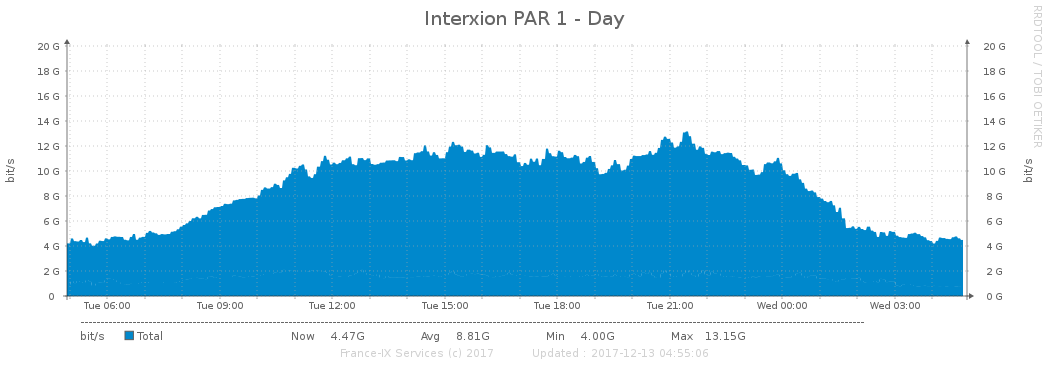 Interxion PAR 1 - Day
RRDTOOL / TOBI OETIKER
bit/s
20 G 20 G
18 G 18 G
16 G 16 G
14 G 14 G
12 G 12 G
10 G 10 G
8 G 8 G
6 G 6 G
4 G 4 G
2 G 2 G
0 0 G
bit/s
Tue 06:00 Tue 09:00 Tue 12:00 Tue 15:00 Tue 18:00 Tue 21:00 Wed 00:00 Wed 03:00
bit/s Total Now 4.47G Avg 8.81G Min 4.00G Max 13.15G
France-IX Services (c) 2017 Updated : 2017-12-13 04:55:06